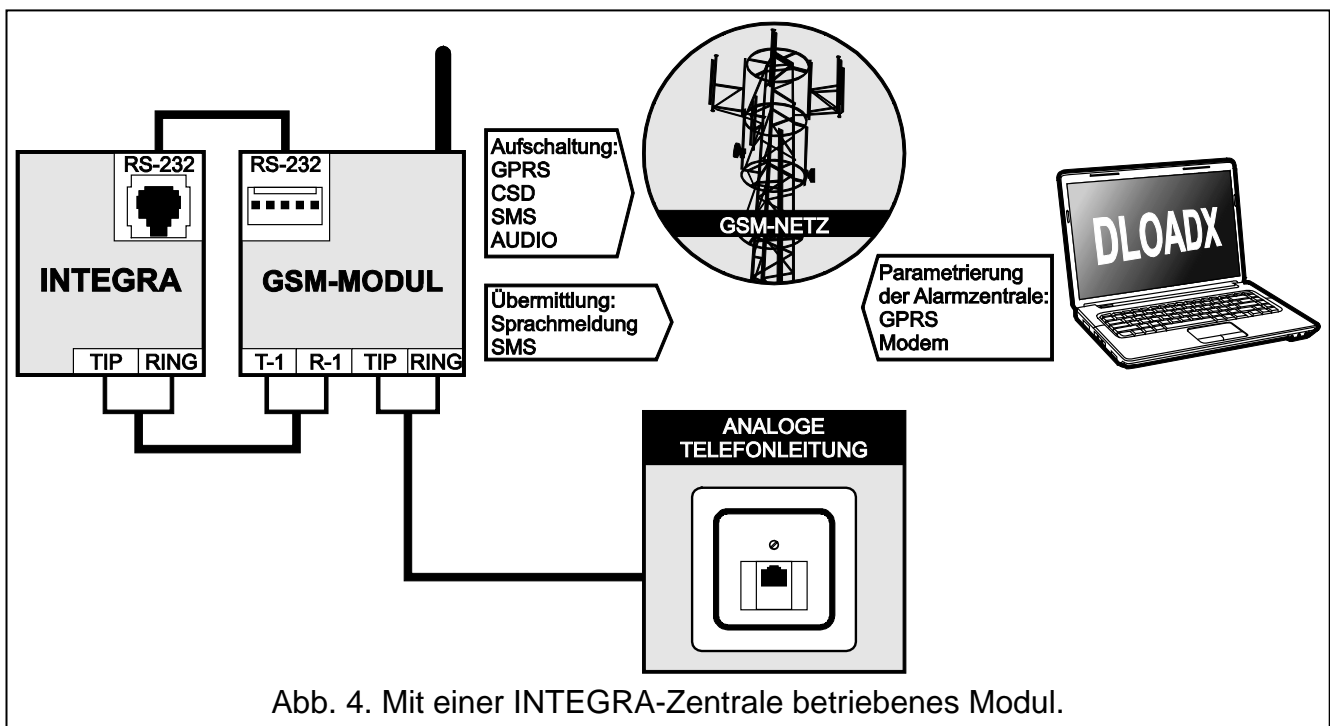 RS-232
INTEGRA
TIP RING
RS-232
GSM-MODUL
T-1 R-1 TIP RING
Aufschaltung:
GPRS
CSD
SMS
AUDIO
Übermittlung:
Sprachmeldung
SMS
GSM-NETZ
Parametrierung
der Alarmzentrale:
GPRS
Modem
DLOADX
ANALOGE
TELEFONLEITUNG
Abb. 4. Mit einer INTEGRA-Zentrale betriebenes Modul.